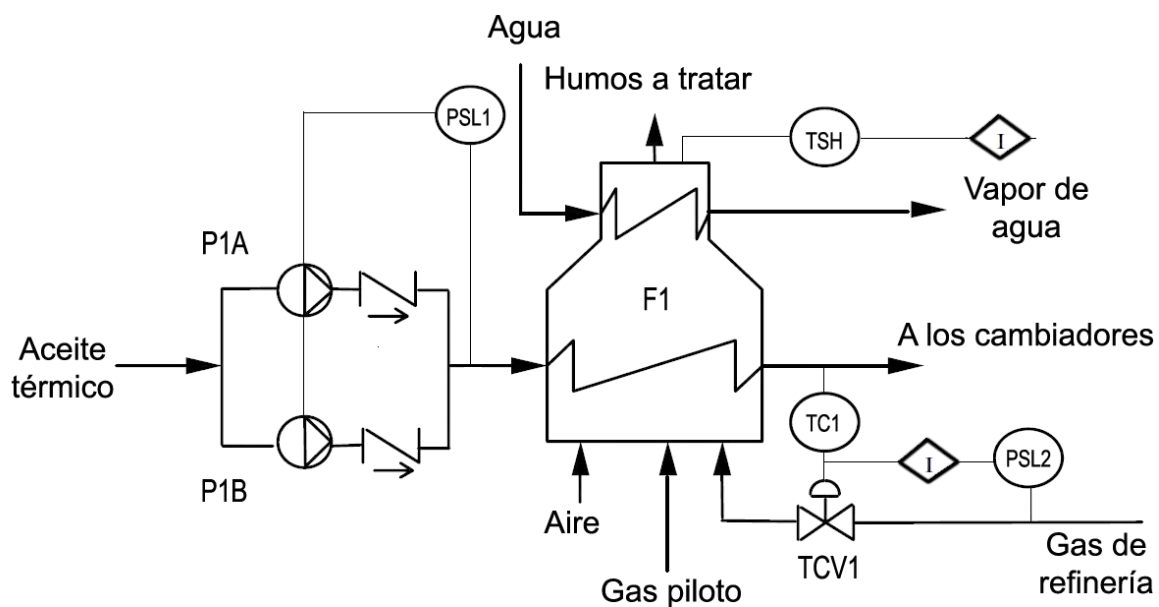 Agua
Humos a tratar
PSL1
TSH
I
Vapor de
agua
P1A
F1
Aceite
térmico
A los cambiadores
TC1
I
PSL2
P1B
Aire
Gas piloto
TCV1
Gas de
refinería